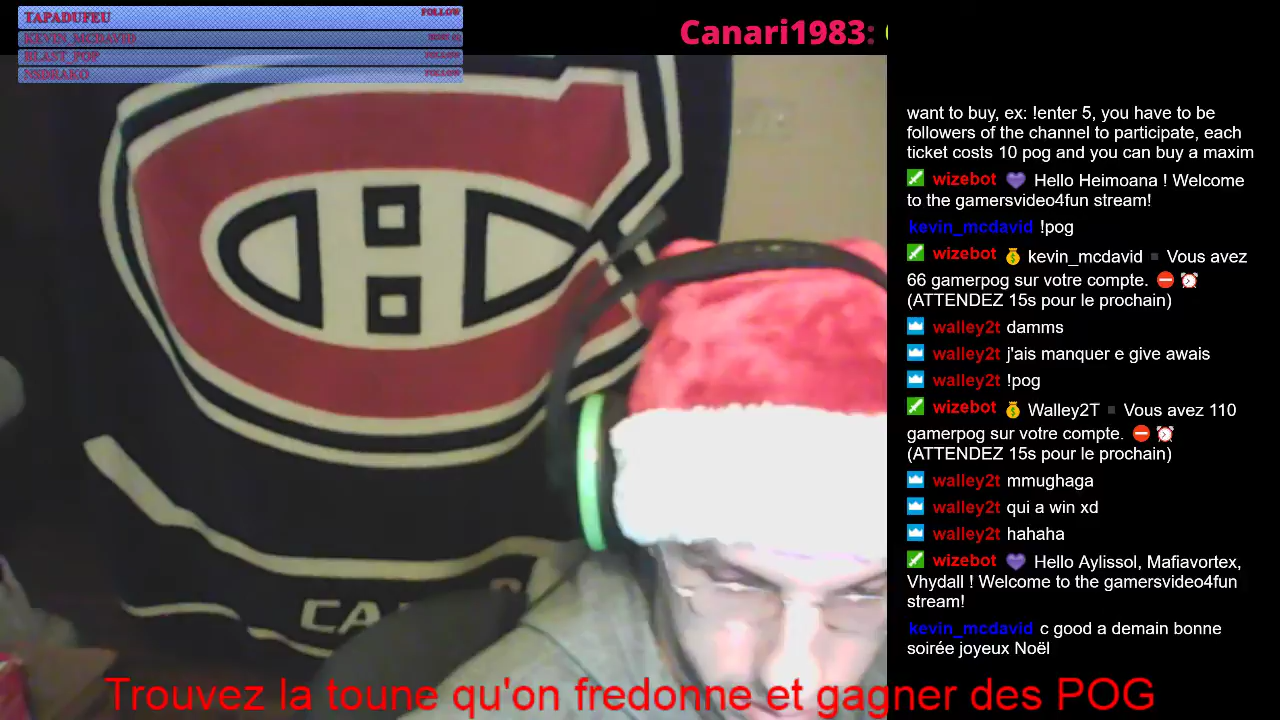 TAPADUFEU FOLLOW
KEVIN_MCDAVID
BLAST_POP FOLLOW
NSDRAKO FOLLOW
Canari1983:
want to buy, ex: !enter 5, you have to be
followers of the channel to participate, each
ticket costs 10 pog and you can buy a maxim
wizebot 💜 Hello Heimoana ! Welcome
to the gamersvideo4fun stream!
kevin_mcdavid !pog
wizebot 💰 kevin_mcdavid ▪ Vous avez
66 gamerpog sur votre compte. ⛔ ⏰
(ATTENDEZ 15s pour le prochain)
walley2t damms
walley2t j'ais manquer e give awais
walley2t !pog
wizebot 💰 Walley2T ▪ Vous avez 110
gamerpog sur votre compte. ⛔ ⏰
(ATTENDEZ 15s pour le prochain)
walley2t mmughaga
walley2t qui a win xd
walley2t hahaha
wizebot 💜 Hello Aylissol, Mafiavortex,
Vhydall ! Welcome to the gamersvideo4fun
stream!
kevin_mcdavid c good a demain bonne
soirée joyeux Noël
CA
Trouvez la toune qu'on fredonne et gagner des POG